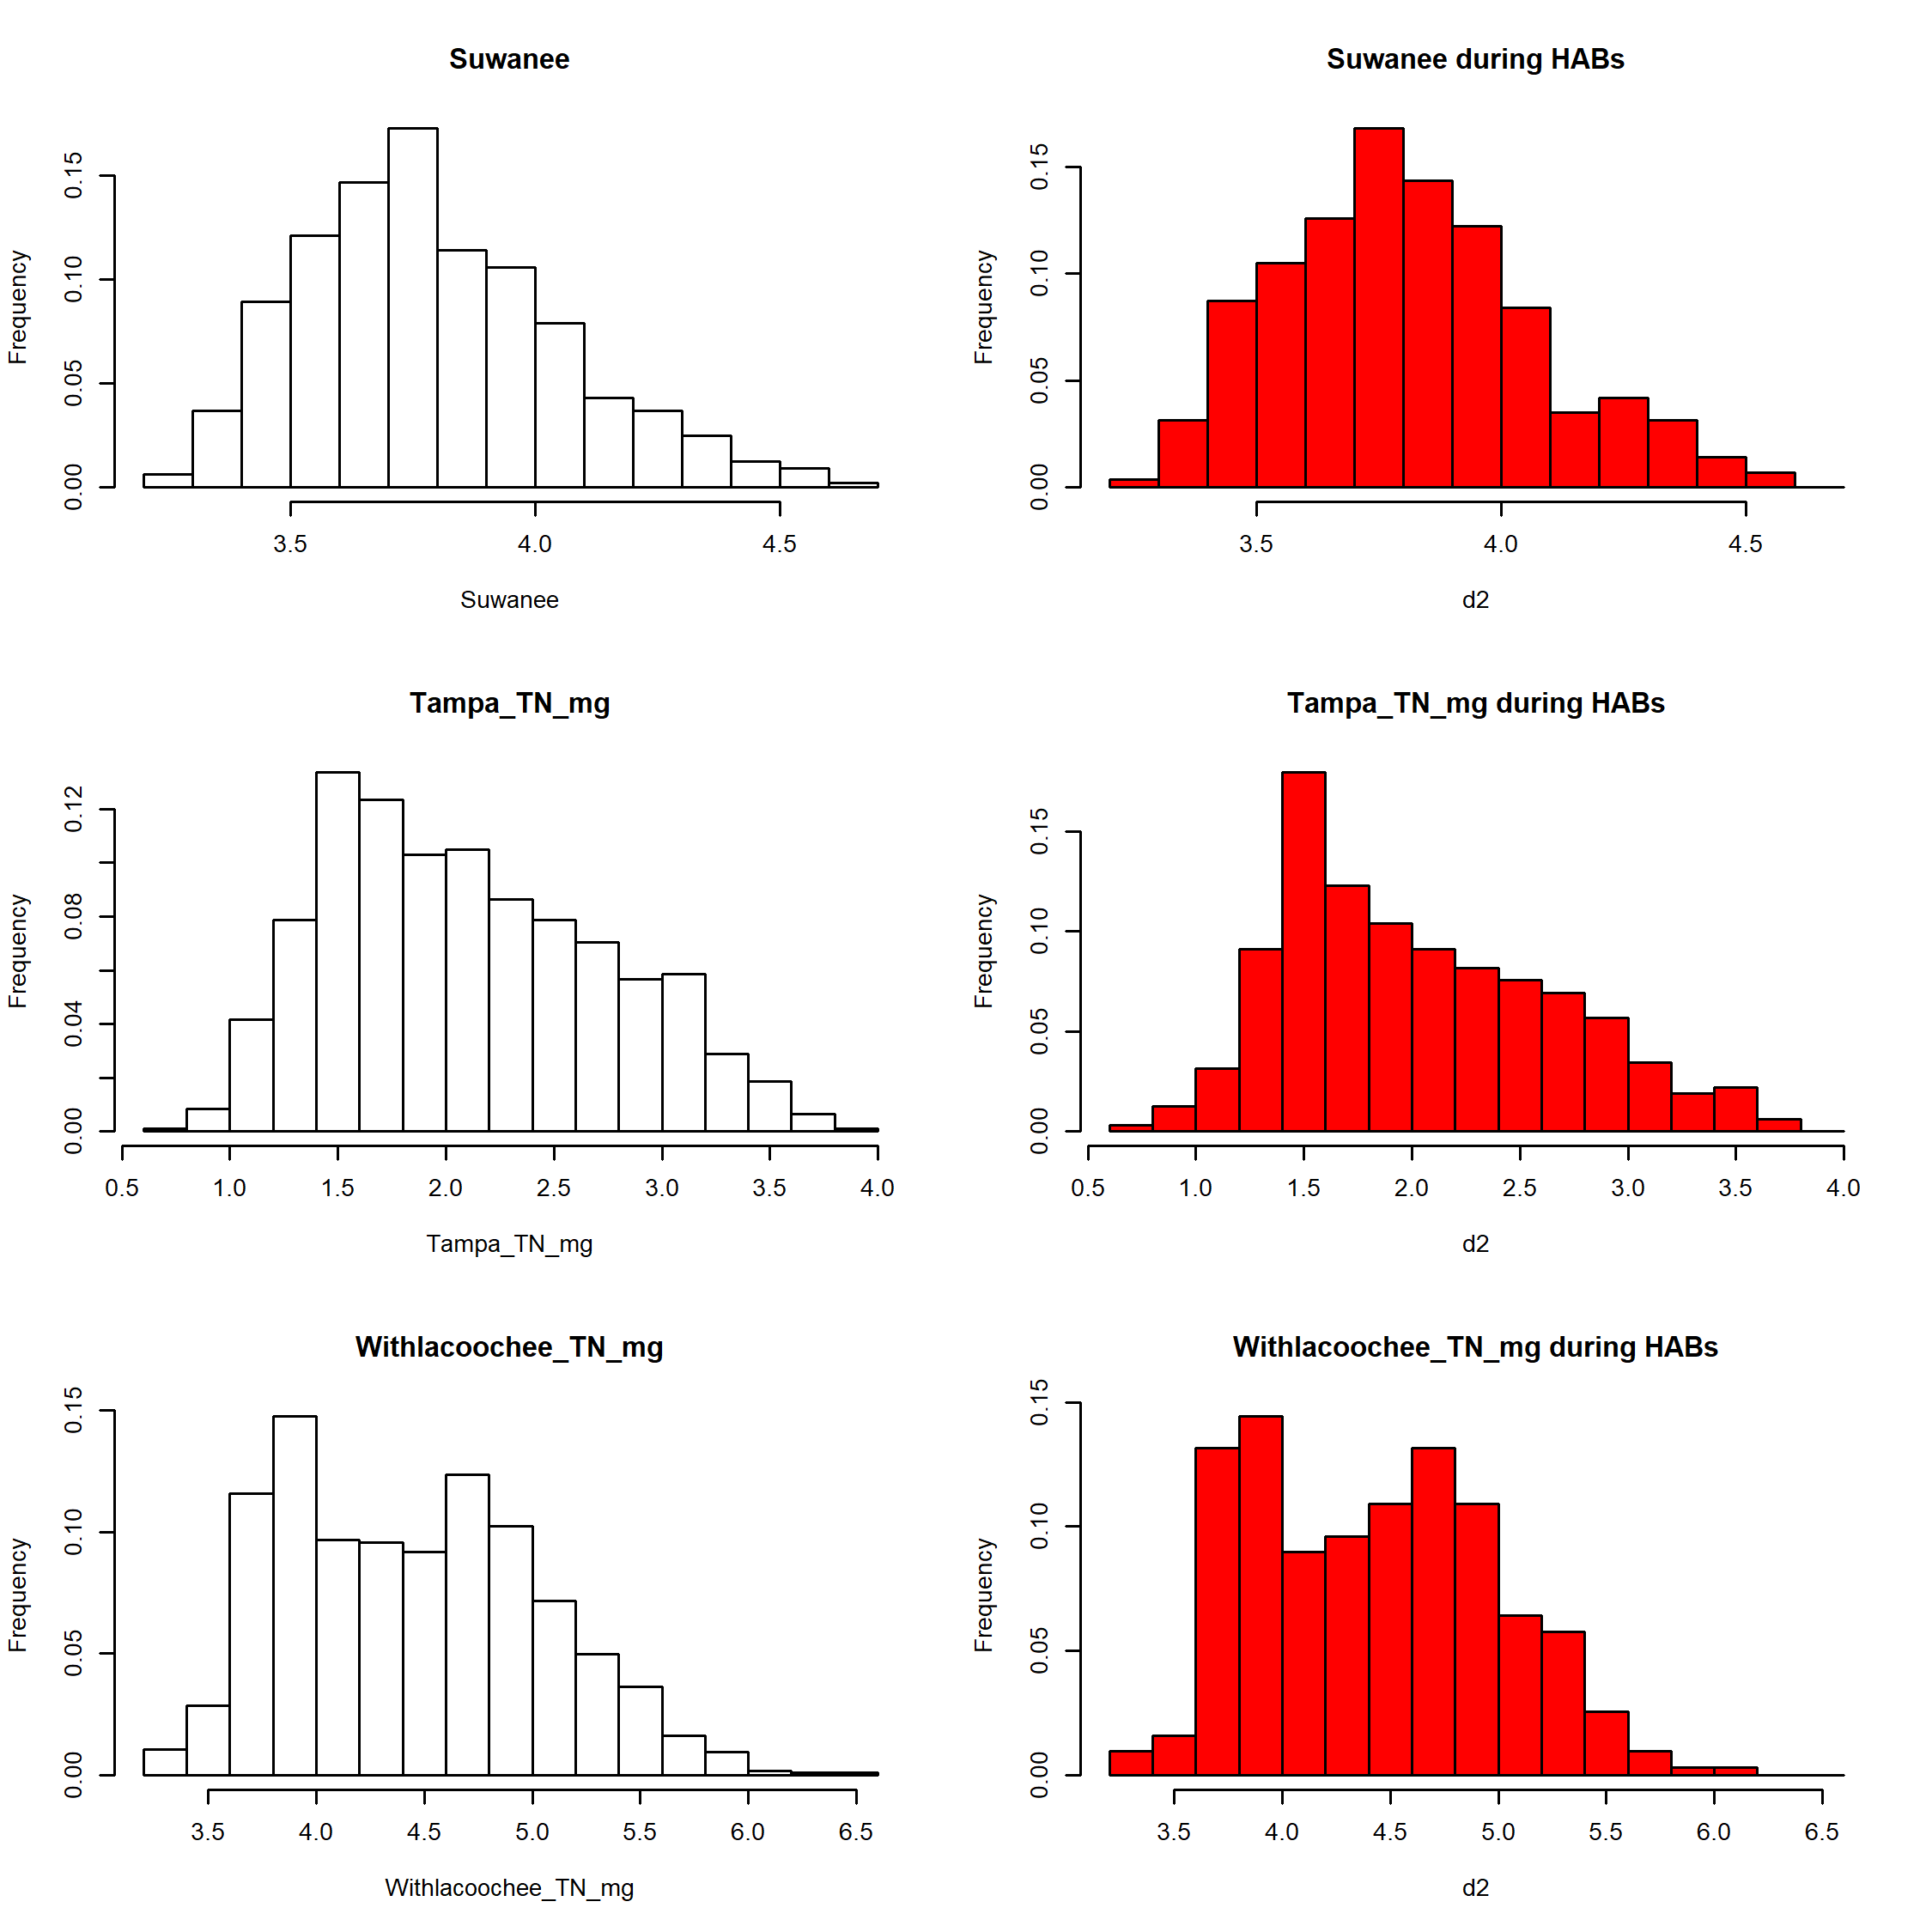 Suwanee
Frequency
0.00 0.05 0.10 0.15
3.5 4.0 4.5
Suwanee
Suwanee during HABs
Frequency
0.00 0.05 0.10 0.15
3.5 4.0 4.5
d2
Tampa_TN_mg
Frequency
0.00 0.04 0.08 0.12
0.5 1.0 1.5 2.0 2.5 3.0 3.5 4.0
Tampa_TN_mg
Tampa_TN_mg during HABs
Frequency
0.00 0.05 0.10 0.15
0.5 1.0 1.5 2.0 2.5 3.0 3.5 4.0
d2
Withlacoochee_TN_mg
Frequency
0.00 0.05 0.10 0.15
3.5 4.0 4.5 5.0 5.5 6.0 6.5
Withlacoochee_TN_mg
Withlacoochee_TN_mg during HABs
Frequency
0.00 0.05 0.10 0.15
3.5 4.0 4.5 5.0 5.5 6.0 6.5
d2